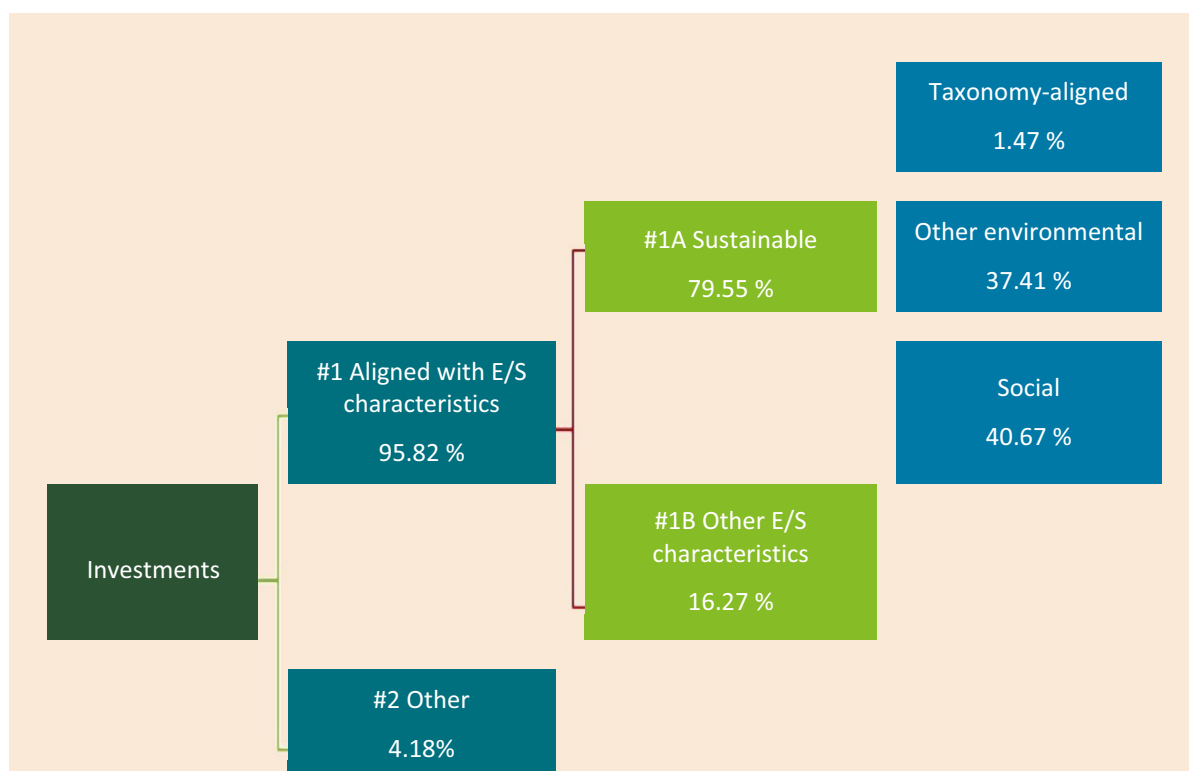 Investments
#1 Aligned with E/S
characteristics
95.82 %
#2 Other
4.18%
#1A Sustainable
79.55 %
#1B Other E/S
characteristics
16.27 %
Taxonomy-aligned
1.47 %
Other environmental
37.41 %
Social
40.67 %